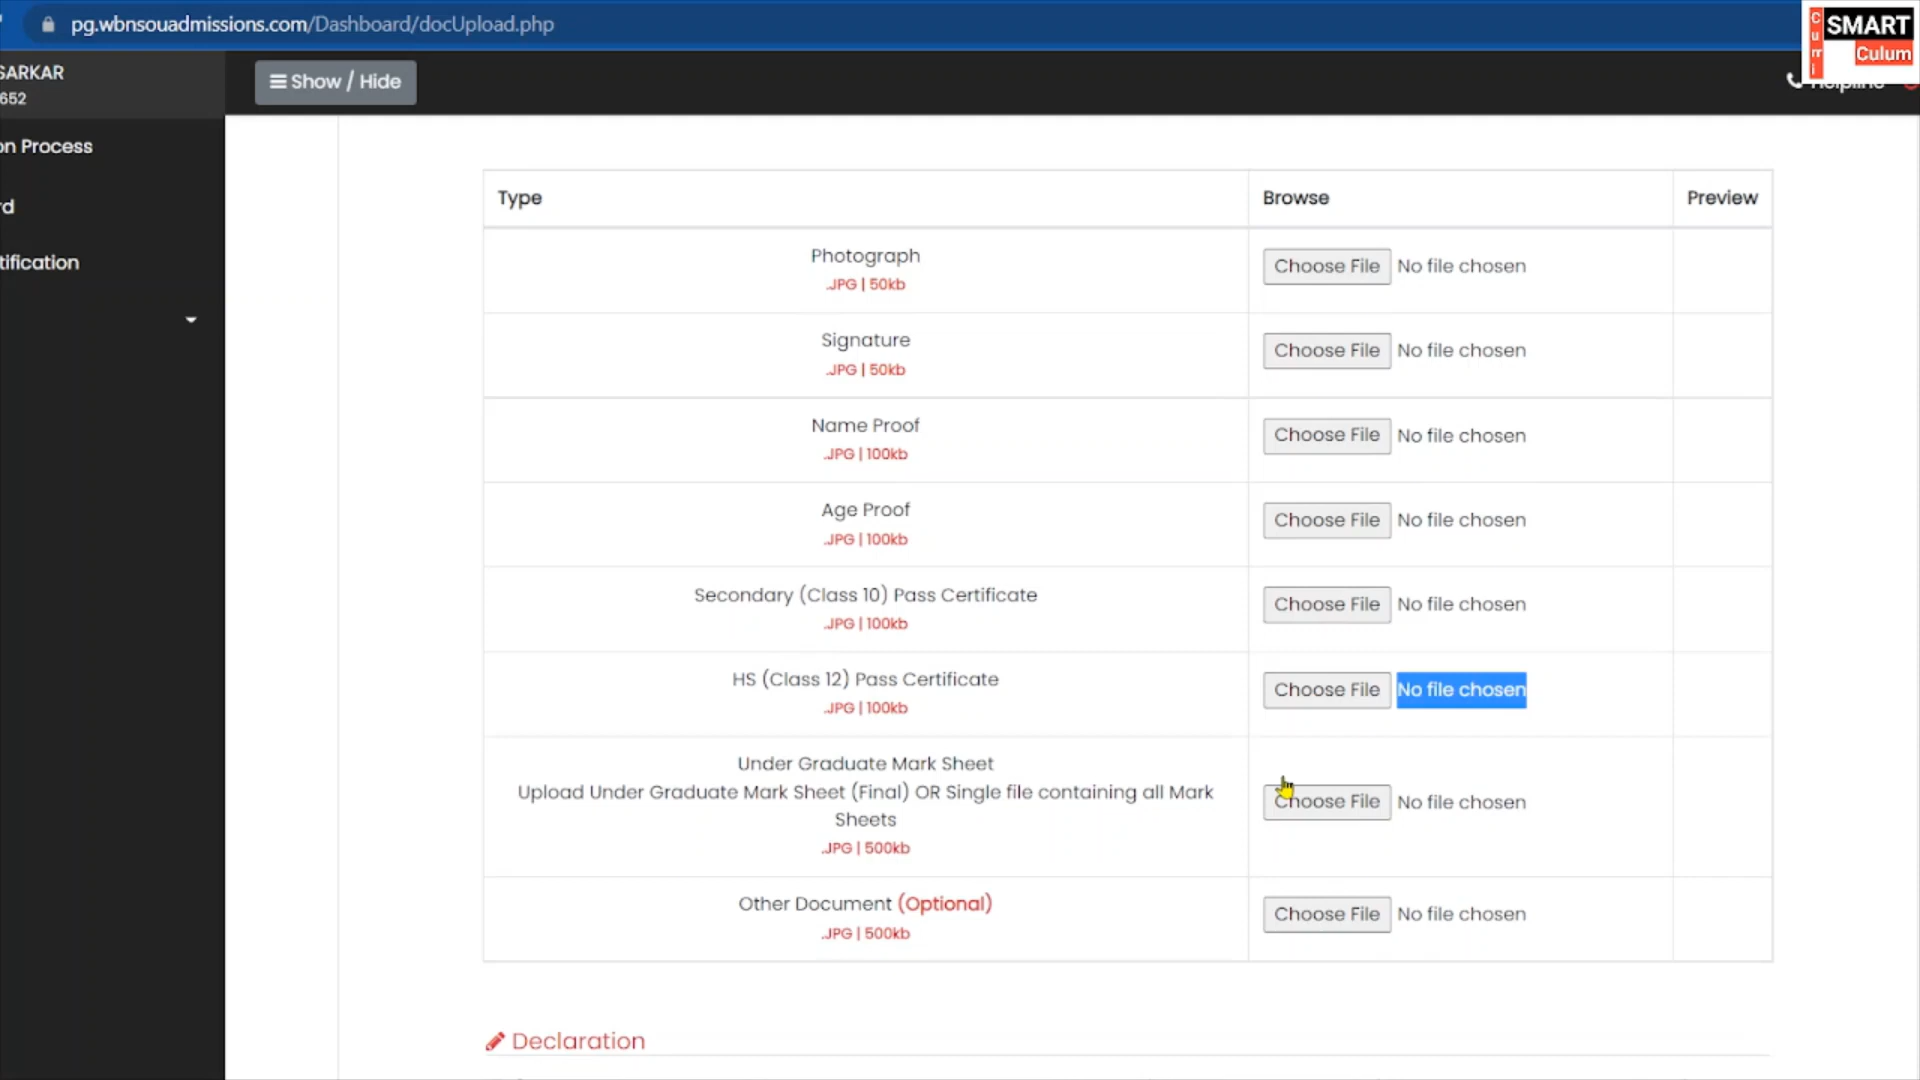 pg.wbnsouadmissions.com/Dashboard/docUpload.php
SMART
Curri
Culum
SARKAR
652
Show / Hide
Helpline
on Process
rd
tification
Type
Browse
Preview
Photograph
.JPG | 50kb
Choose File No file chosen
Signature
.JPG | 50kb
Choose File No file chosen
Name Proof
.JPG | 100kb
Choose File No file chosen
Age Proof
.JPG | 100kb
Choose File No file chosen
Secondary (Class 10) Pass Certificate
.JPG | 100kb
Choose File No file chosen
HS (Class 12) Pass Certificate
.JPG | 100kb
Choose File No file chosen
Under Graduate Mark Sheet
Upload Under Graduate Mark Sheet (Final) OR Single file containing all Mark
Sheets
.JPG | 500kb
Choose File No file chosen
Other Document (Optional)
.JPG | 500kb
Choose File No file chosen
Declaration